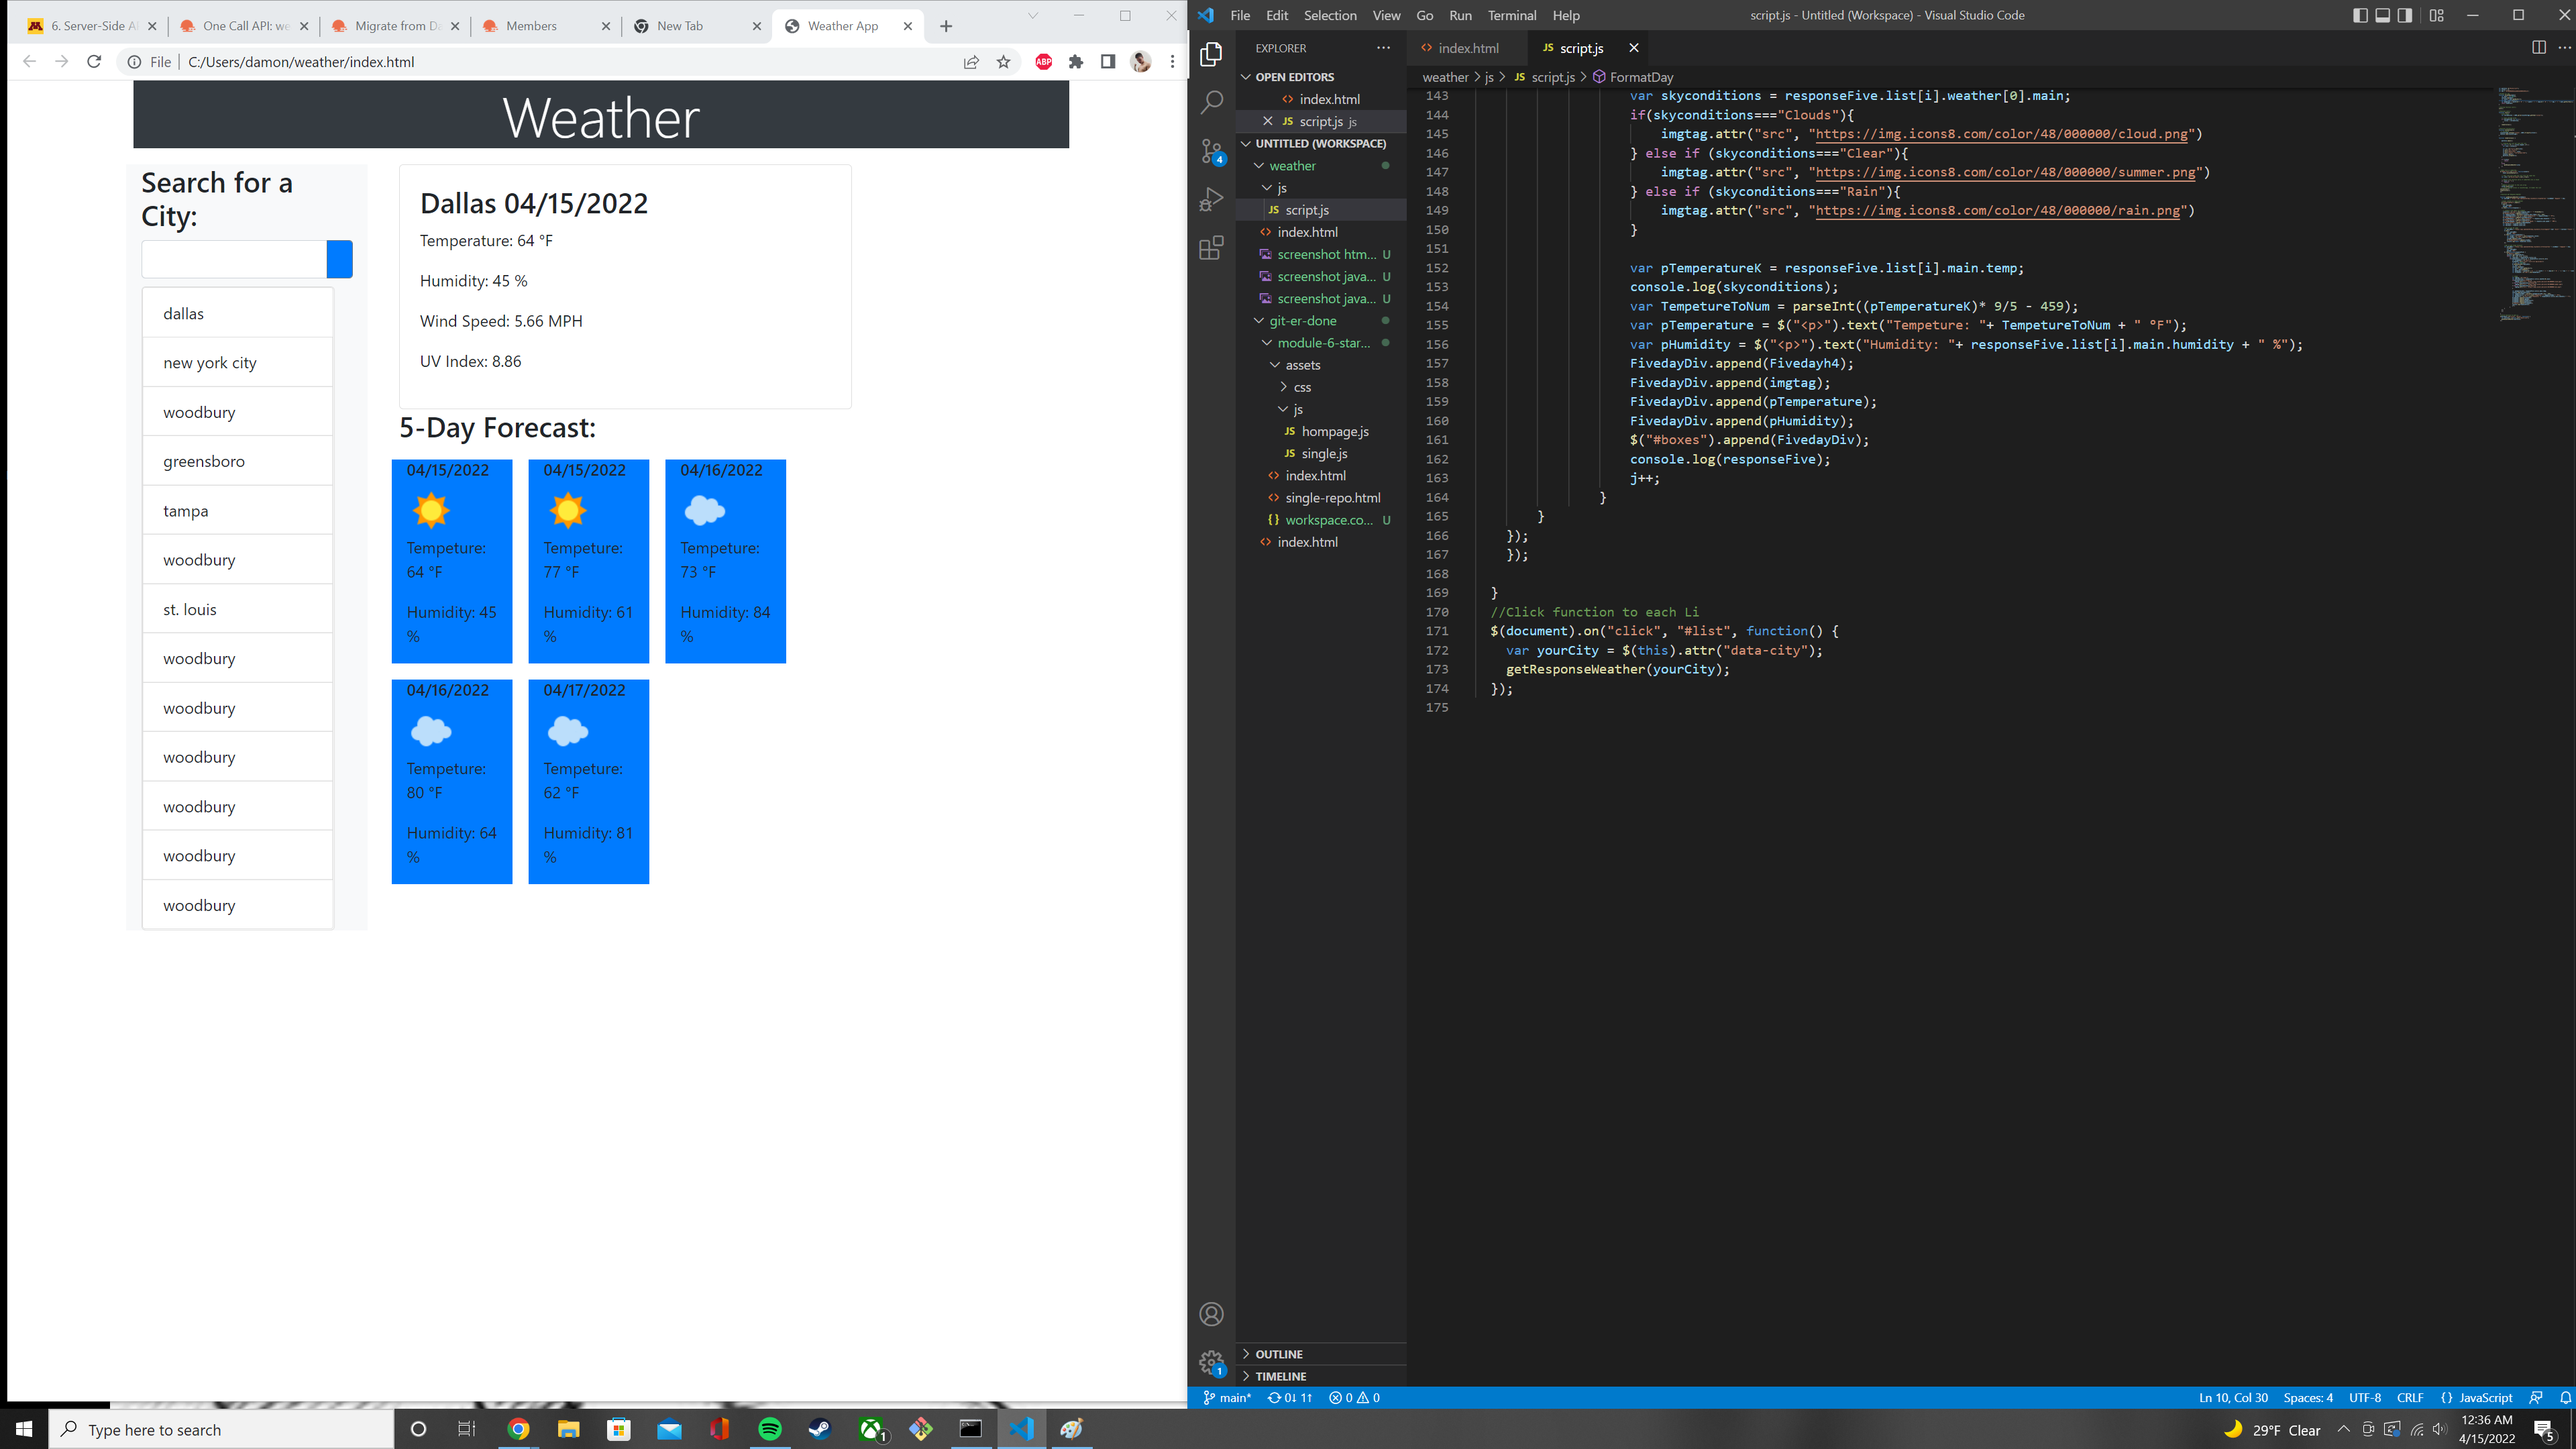 6. Server-Side A
One Call API: we
Migrate from Da
Members
New Tab
Weather App
File
C:/Users/damon/weather/index.html
ABP
Weather
Search for a
City:
dallas
new york city
woodbury
greensboro
tampa
woodbury
st. louis
woodbury
woodbury
woodbury
woodbury
woodbury
woodbury
Dallas 04/15/2022
Temperature: 64 °F
Humidity: 45 %
Wind Speed: 5.66 MPH
UV Index: 8.86
5-Day Forecast:
04/15/2022
Tempeture:
64 °F
Humidity: 45
%
04/15/2022
Tempeture:
77 °F
Humidity: 61
%
04/16/2022
Tempeture:
73 °F
Humidity: 84
%
04/16/2022
Tempeture:
80 °F
Humidity: 64
%
04/17/2022
Tempeture:
62 °F
Humidity: 81
%
File Edit Selection View Go Run Terminal Help
script.js - Untitled (Workspace) - Visual Studio Code
4
1
EXPLORER
OPEN EDITORS
index.html
script.js js
UNTITLED (WORKSPACE)
weather
js
JS script.js
index.html
screenshot htm... U
screenshot java... U
screenshot java... U
git-er-done
module-6-star...
assets
css
js
JS hompage.js
JS single.js
index.html
single-repo.html
{} workspace.co... U
index.html
OUTLINE
TIMELINE
index.html
JS script.js
weather > js > JS script.js > FormatDay
143 var skyconditions = responseFive.list[i].weather[0].main;
144 if(skyconditions==="Clouds"){
145 imgtag.attr("src", "https://img.icons8.com/color/48/000000/cloud.png")
146 } else if (skyconditions==="Clear"){
147 imgtag.attr("src", "https://img.icons8.com/color/48/000000/summer.png")
148 } else if (skyconditions==="Rain"){
149 imgtag.attr("src", "https://img.icons8.com/color/48/000000/rain.png")
150 }
151
152 var pTemperatureK = responseFive.list[i].main.temp;
153 console.log(skyconditions);
154 var TempetureToNum = parseInt((pTemperatureK)* 9/5 - 459);
155 var pTemperature = $("<p>").text("Tempeture: "+ TempetureToNum + " °F");
156 var pHumidity = $("<p>").text("Humidity: "+ responseFive.list[i].main.humidity + " %");
157 FivedayDiv.append(Fivedayh4);
158 FivedayDiv.append(imgtag);
159 FivedayDiv.append(pTemperature);
160 FivedayDiv.append(pHumidity);
161 $("#boxes").append(FivedayDiv);
162 console.log(responseFive);
163 j++;
164 }
165 }
166 });
167 });
168
169 }
170 //Click function to each Li
171 $(document).on("click", "#list", function() {
172 var yourCity = $(this).attr("data-city");
173 getResponseWeather(yourCity);
174 });
175
main* 0↓ 1↑ 0 0
Ln 10, Col 30 Spaces: 4 UTF-8 CRLF {} JavaScript
Type here to search
1
29°F Clear
12:36 AM
4/15/2022
5